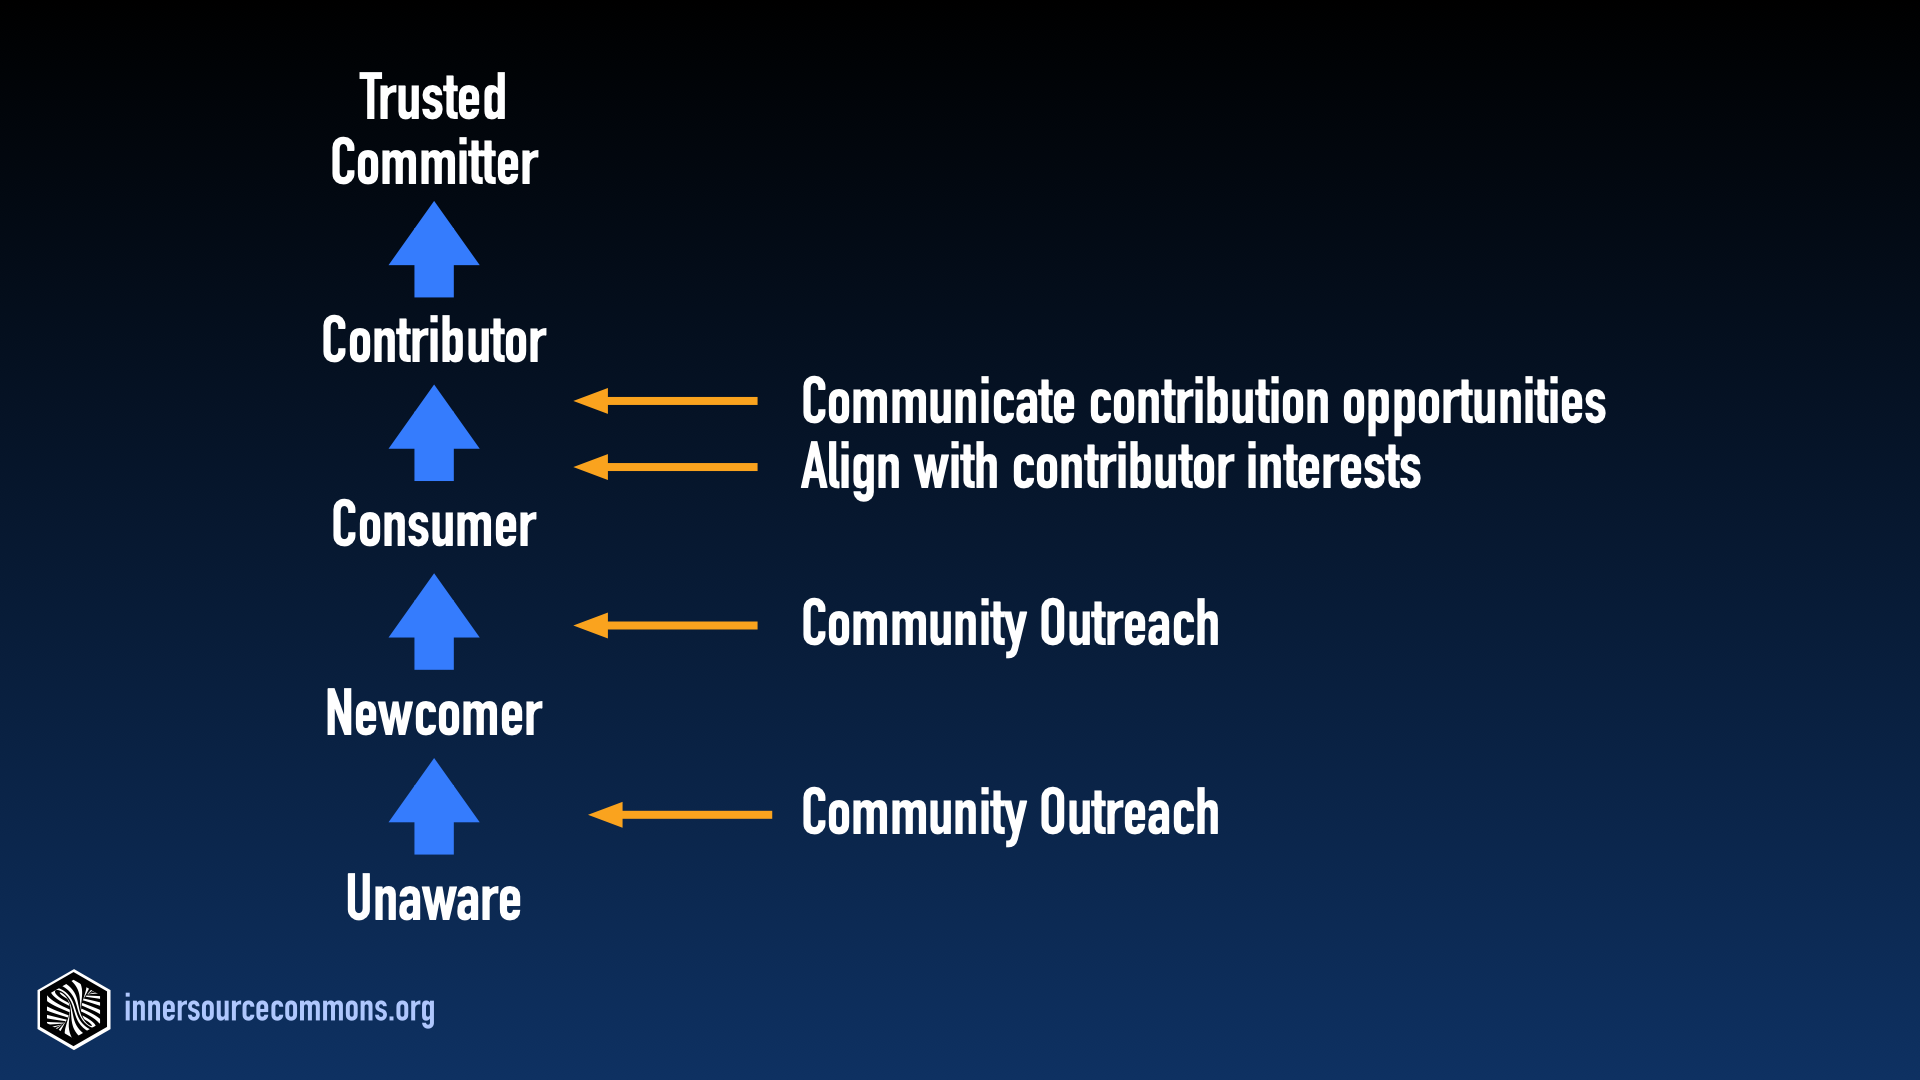 Trusted
Committer
Contributor
Communicate contribution opportunities
Align with contributor interests
Consumer
Community Outreach
Newcomer
Community Outreach
Unaware
innersourcecommons.org